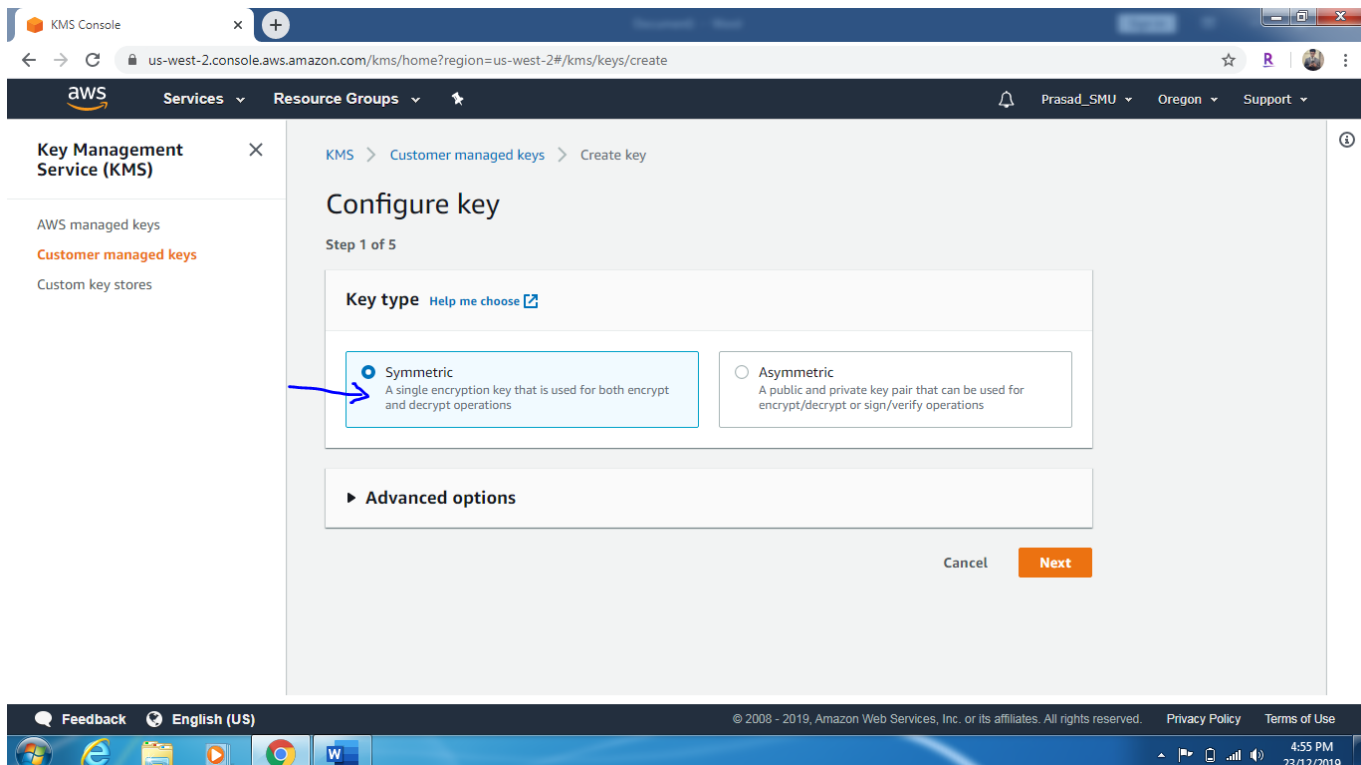 KMS Console
us-west-2.console.aws.amazon.com/kms/home?region=us-west-2#/kms/keys/create
R
aws Services Resource Groups Prasad_SMU Oregon Support
Key Management
Service (KMS)
AWS managed keys
Customer managed keys
Custom key stores
KMS > Customer managed keys > Create key
Configure key
Step 1 of 5
Key type Help me choose
Symmetric
A single encryption key that is used for both encrypt
and decrypt operations
Asymmetric
A public and private key pair that can be used for
encrypt/decrypt or sign/verify operations
Advanced options
Cancel Next
Feedback English (US) © 2008 - 2019, Amazon Web Services, Inc. or its affiliates. All rights reserved. Privacy Policy Terms of Use
W
4:55 PM
23/12/2019